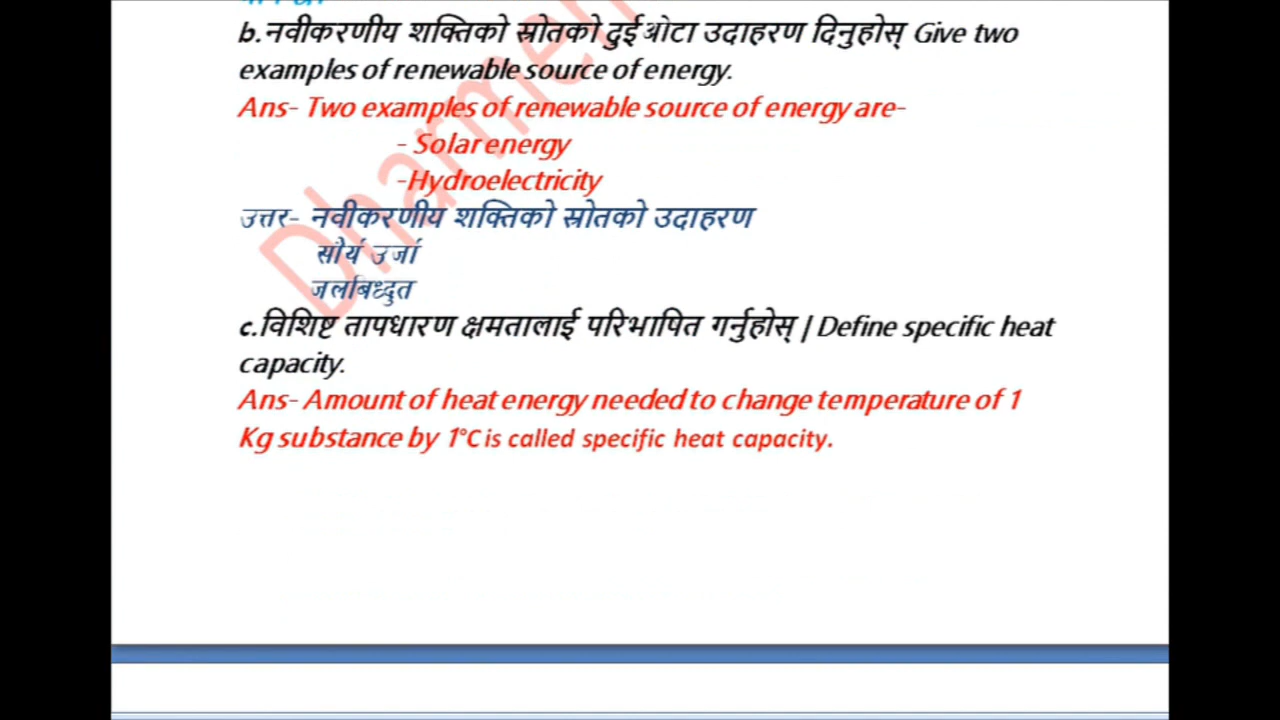 b.नवीकरणीय शक्तिको स्रोतको दुई ओटा उदाहरण दिनुहोस् Give two
examples of renewable source of energy.
Ans- Two examples of renewable source of energy are-
- Solar energy
-Hydroelectricity
उत्तर- नवीकरणीय शक्तिको स्रोतको उदाहरण
सौर्य उर्जा
जलबिध्दुत
c.विशिष्ट तापधारण क्षमतालाई परिभाषित गर्नुहोस् | Define specific heat
capacity.
Ans- Amount of heat energy needed to change temperature of 1
Kg substance by 1°C is called specific heat capacity.